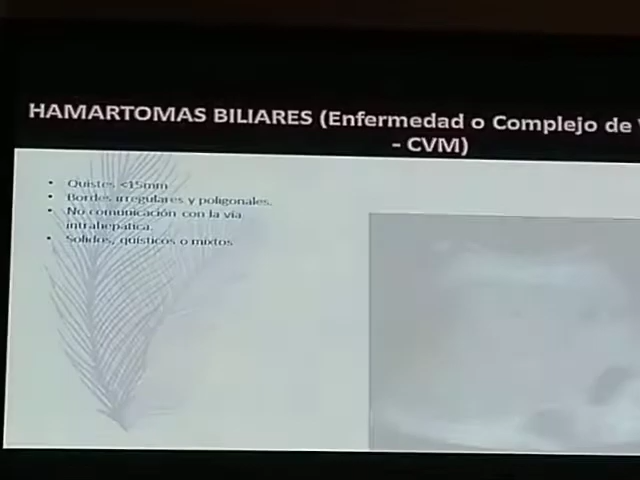 HAMARTOMAS BILIARES (Enfermedad o Complejo de
- CVM)
• Quistes <15mm
• Bordes irregulares y poligonales.
• No comunicación con la vía
intrahepática.
• Solidos, quísticos o mixtos